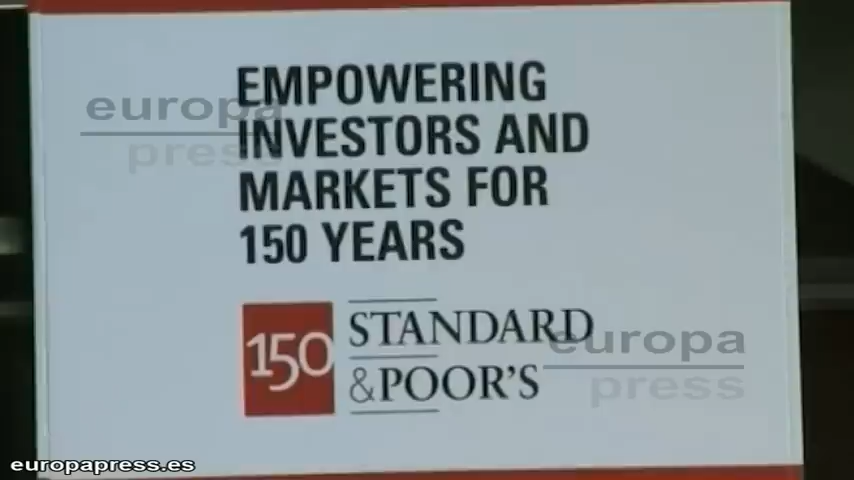 EMPOWERING
INVESTORS AND
MARKETS FOR
150 YEARS
150
STANDARD
&POOR'S
europa
press
europa
press
europapress.es